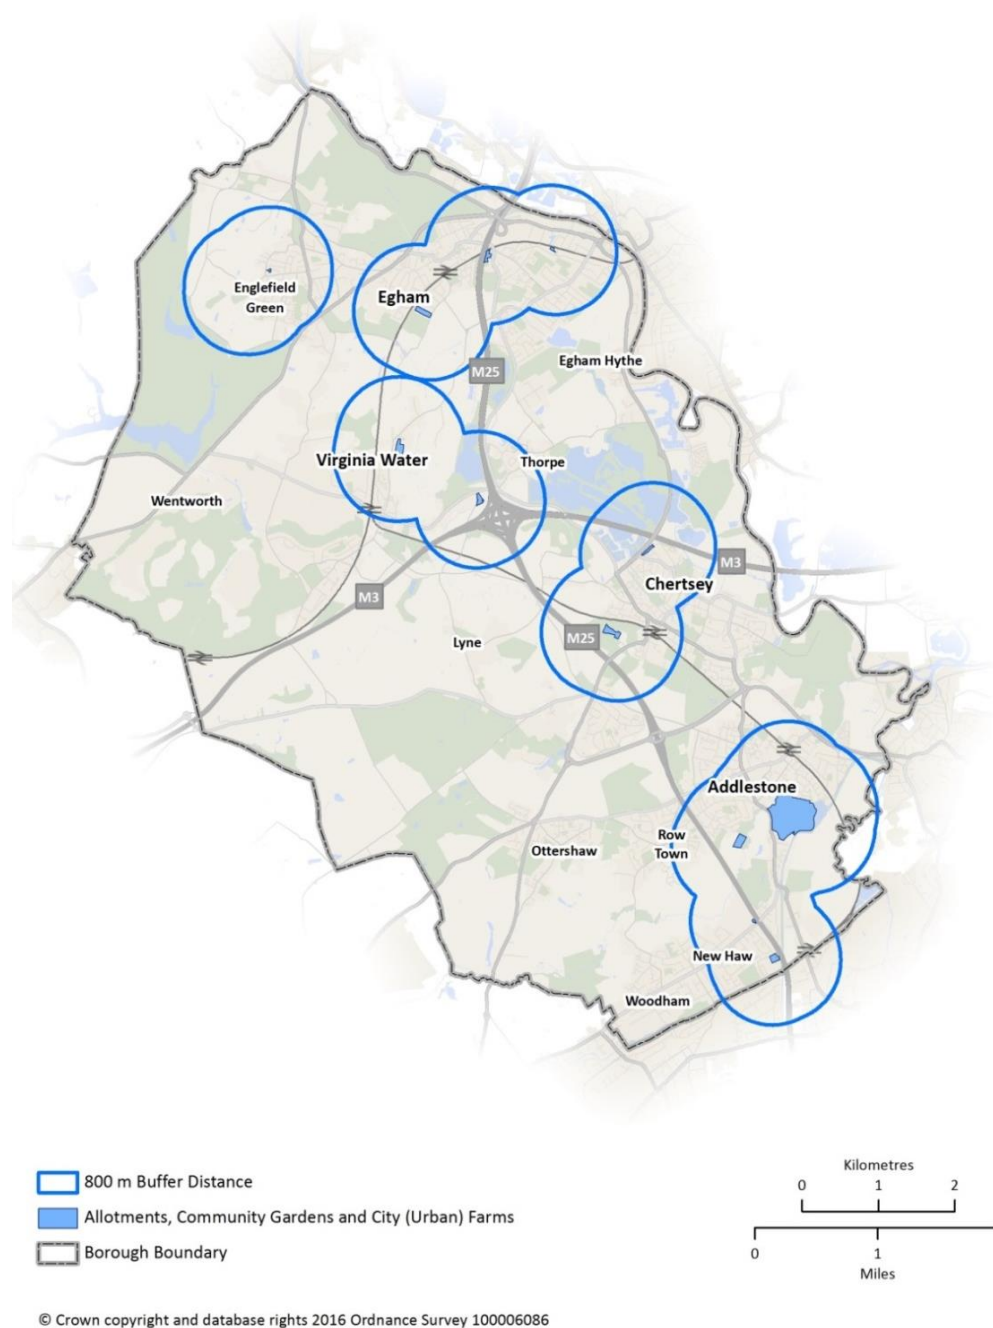 Englefield
Green
Egham
Egham Hythe
M25
Virginia Water
Thorpe
Wentworth
M3
Chertsey
M3
M25
Lyne
Addlestone
Row
Town
Ottershaw
New Haw
Woodham
Kilometres
0 1 2
0 1
Miles
800 m Buffer Distance
Allotments, Community Gardens and City (Urban) Farms
Borough Boundary
© Crown copyright and database rights 2016 Ordnance Survey 100006086